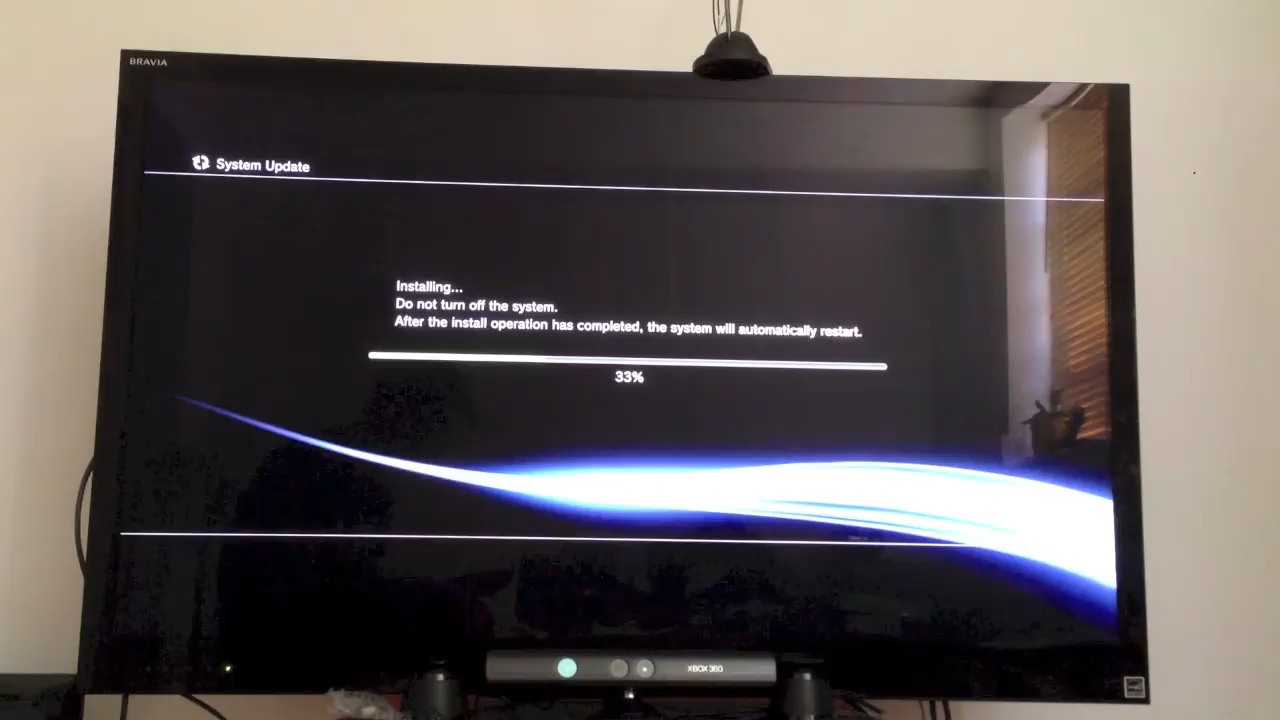 BRAVIA
System Update
Installing...
Do not turn off the system.
After the install operation has completed, the system will automatically restart.
33%
XBOX 360